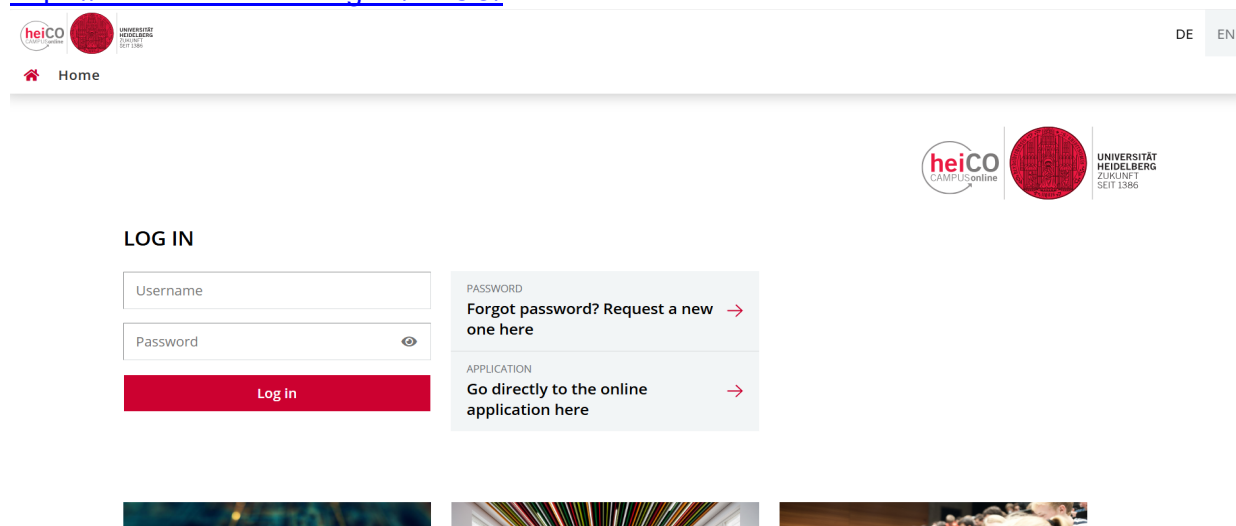 heiCO
CAMPUSonline
UNIVERSITÄT
HEIDELBERG
ZUKUNFT
SEIT 1386
DE EN
Home
heiCO
CAMPUSonline
UNIVERSITÄT
HEIDELBERG
ZUKUNFT
SEIT 1386
LOG IN
Username
Password
Log in
PASSWORD
Forgot password? Request a new
one here
APPLICATION
Go directly to the online
application here